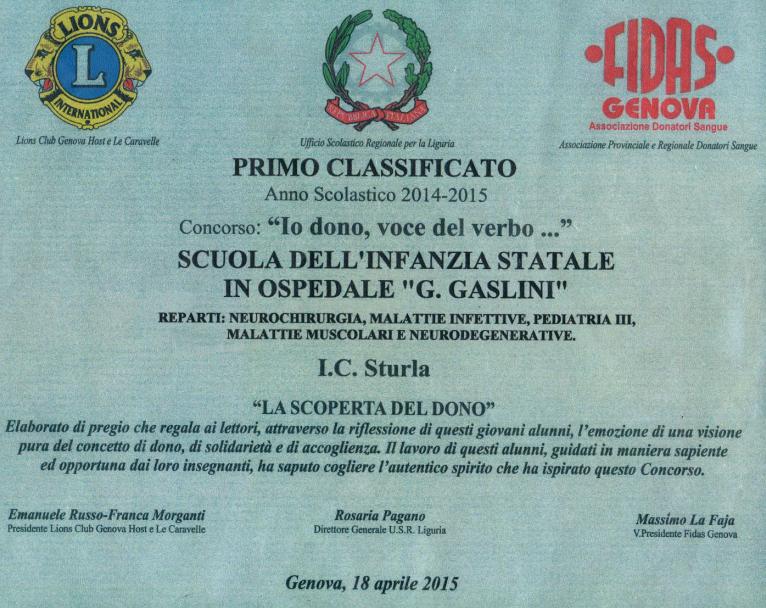 LIONS
L
INTERNATIONAL
REPVBBLICA ITALIANA
FIDAS
GENOVA
Associazione Donatori Sangue
Lions Club Genova Host e Le Caravelle
Ufficio Scolastico Regionale per la Liguria
Associazione Provinciale e Regionale Donatori Sangue
PRIMO CLASSIFICATO
Anno Scolastico 2014-2015
Concorso: “Io dono, voce del verbo ...”
SCUOLA DELL'INFANZIA STATALE
IN OSPEDALE "G. GASLINI"
REPARTI: NEUROCHIRURGIA, MALATTIE INFETTIVE, PEDIATRIA III,
MALATTIE MUSCOLARI E NEURODEGENERATIVE.
I.C. Sturla
“LA SCOPERTA DEL DONO”
Elaborato di pregio che regala ai lettori, attraverso la riflessione di questi giovani alunni, l’emozione di una visione
pura del concetto di dono, di solidarietà e di accoglienza. Il lavoro di questi alunni, guidati in maniera sapiente
ed opportuna dai loro insegnanti, ha saputo cogliere l’autentico spirito che ha ispirato questo Concorso.
Emanuele Russo-Franca Morganti
Presidente Lions Club Genova Host e Le Caravelle
Rosaria Pagano
Direttore Generale U.S.R. Liguria
Massimo La Faja
V.Presidente Fidas Genova
Genova, 18 aprile 2015